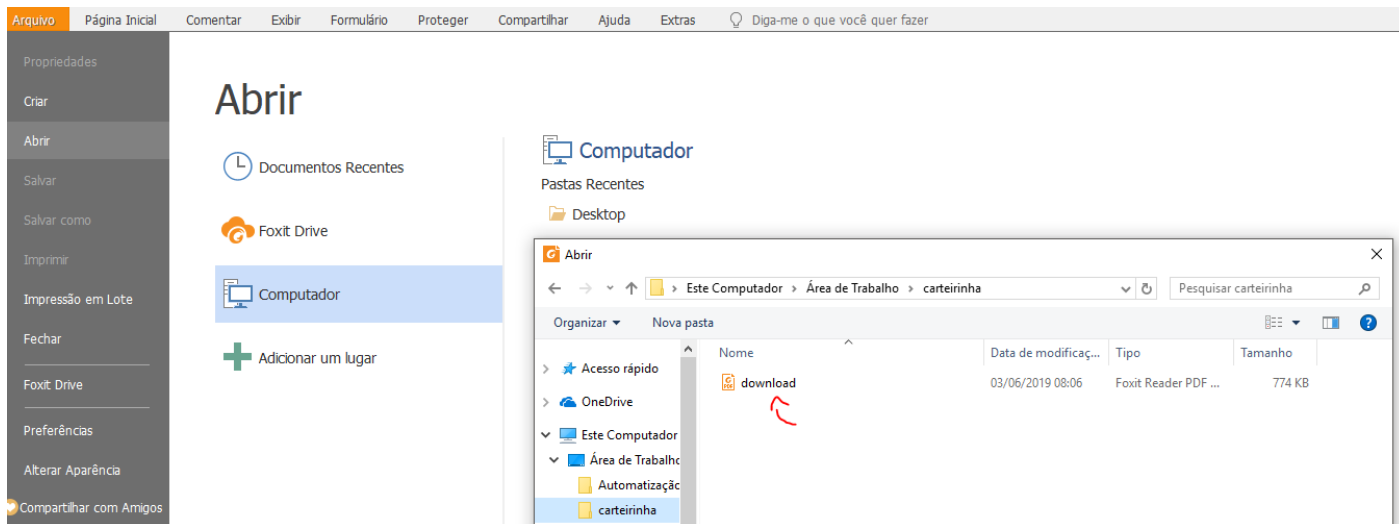 Arquivo Página Inicial Comentar Exibir Formulário Proteger Compartilhar Ajuda Extras Diga-me o que você quer fazer
Propriedades
Criar
Abrir
Salvar
Salvar como
Imprimir
Impressão em Lote
Fechar
Foxit Drive
Preferências
Alterar Aparência
Compartilhar com Amigos
Abrir
Documentos Recentes
Foxit Drive
Computador
Adicionar um lugar
Computador
Pastas Recentes
Desktop
Abrir
Este Computador > Área de Trabalho > carteirinha Pesquisar carteirinha
Organizar Nova pasta
Acesso rápido
OneDrive
Este Computador
Área de Trabalho
Automatização
carteirinha
Nome Data de modificaç... Tipo Tamanho
download 03/06/2019 08:06 Foxit Reader PDF ... 774 KB